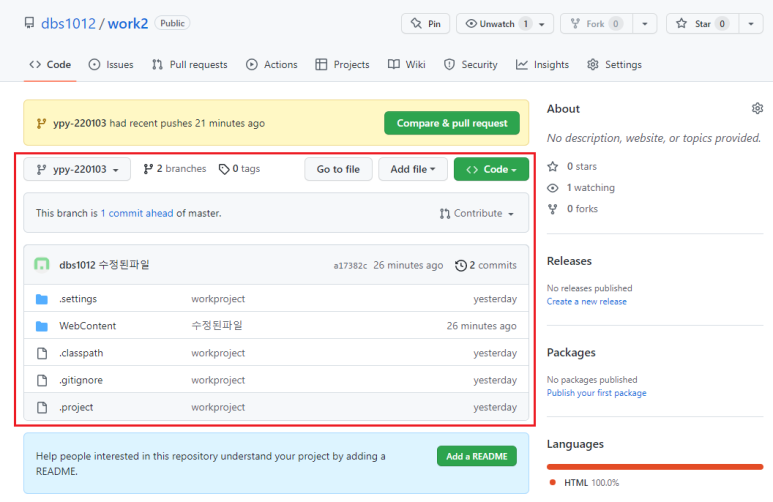 dbs1012 / work2 Public
Pin Unwatch 1 Fork 0 Star 0
Code Issues Pull requests Actions Projects Wiki Security Insights Settings
ypy-220103 had recent pushes 21 minutes ago Compare & pull request
ypy-220103 2 branches 0 tags Go to file Add file Code
This branch is 1 commit ahead of master. Contribute
dbs1012 수정된파일 a17382c 26 minutes ago 2 commits
.settings workproject yesterday
WebContent 수정된파일 26 minutes ago
.classpath workproject yesterday
.gitignore workproject yesterday
.project workproject yesterday
Help people interested in this repository understand your project by adding a
README.
Add a README
About
No description, website, or topics provided.
0 stars
1 watching
0 forks
Releases
No releases published
Create a new release
Packages
No packages published
Publish your first package
Languages
HTML 100.0%